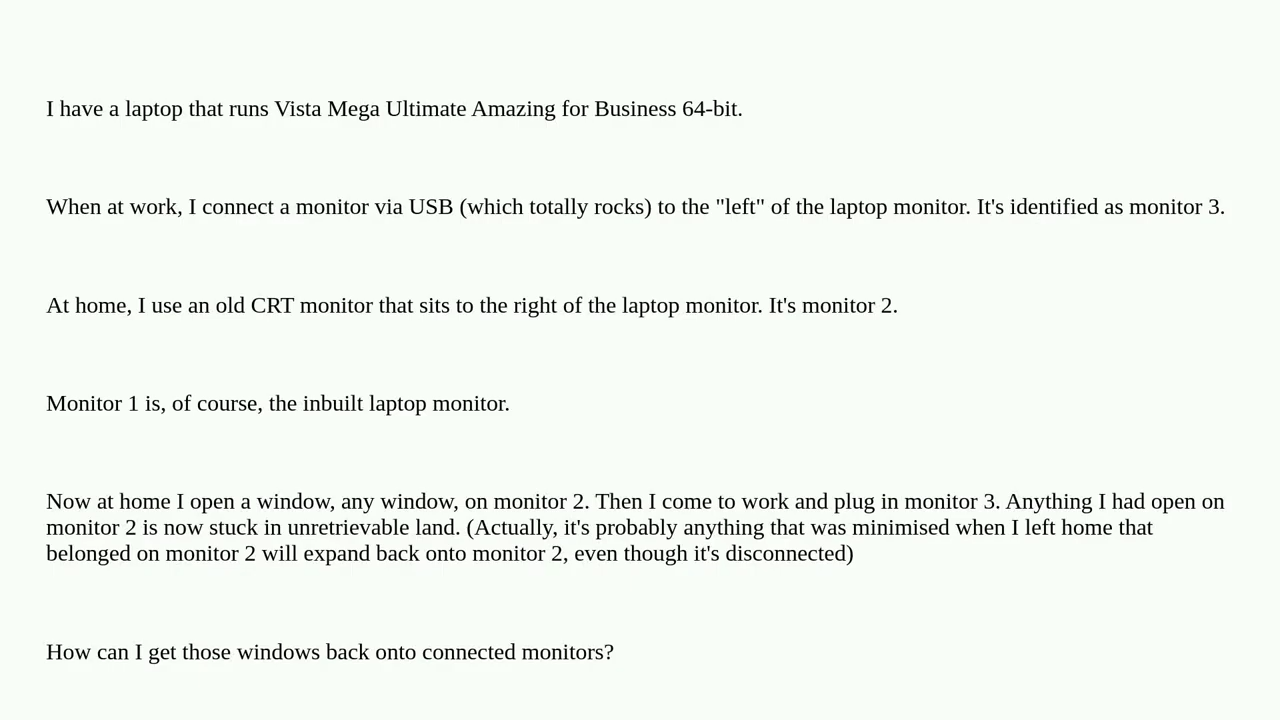 I have a laptop that runs Vista Mega Ultimate Amazing for Business 64-bit.
When at work, I connect a monitor via USB (which totally rocks) to the "left" of the laptop monitor. It's identified as monitor 3.
At home, I use an old CRT monitor that sits to the right of the laptop monitor. It's monitor 2.
Monitor 1 is, of course, the inbuilt laptop monitor.
Now at home I open a window, any window, on monitor 2. Then I come to work and plug in monitor 3. Anything I had open on
monitor 2 is now stuck in unretrievable land. (Actually, it's probably anything that was minimised when I left home that
belonged on monitor 2 will expand back onto monitor 2, even though it's disconnected)
How can I get those windows back onto connected monitors?